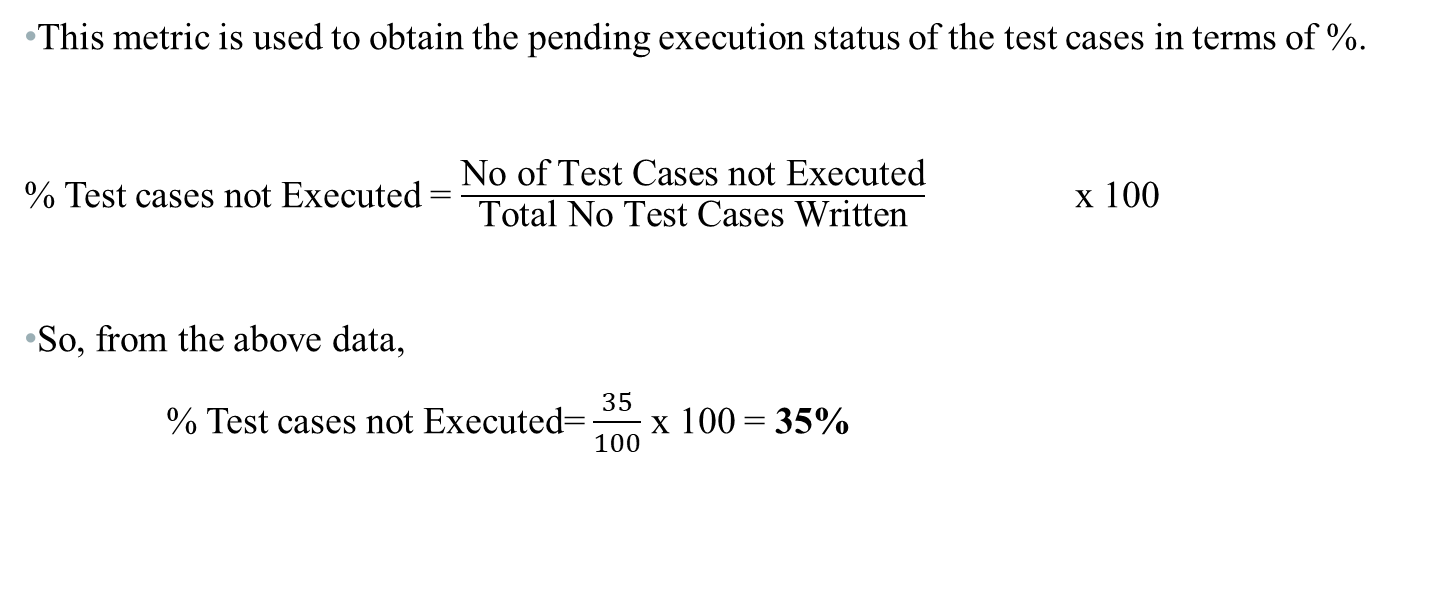 •This metric is used to obtain the pending execution status of the test cases in terms of %.
% Test cases not Executed = No of Test Cases not Executed / Total No Test Cases Written x 100
•So, from the above data,
% Test cases not Executed= 35/100 x 100 = 35%